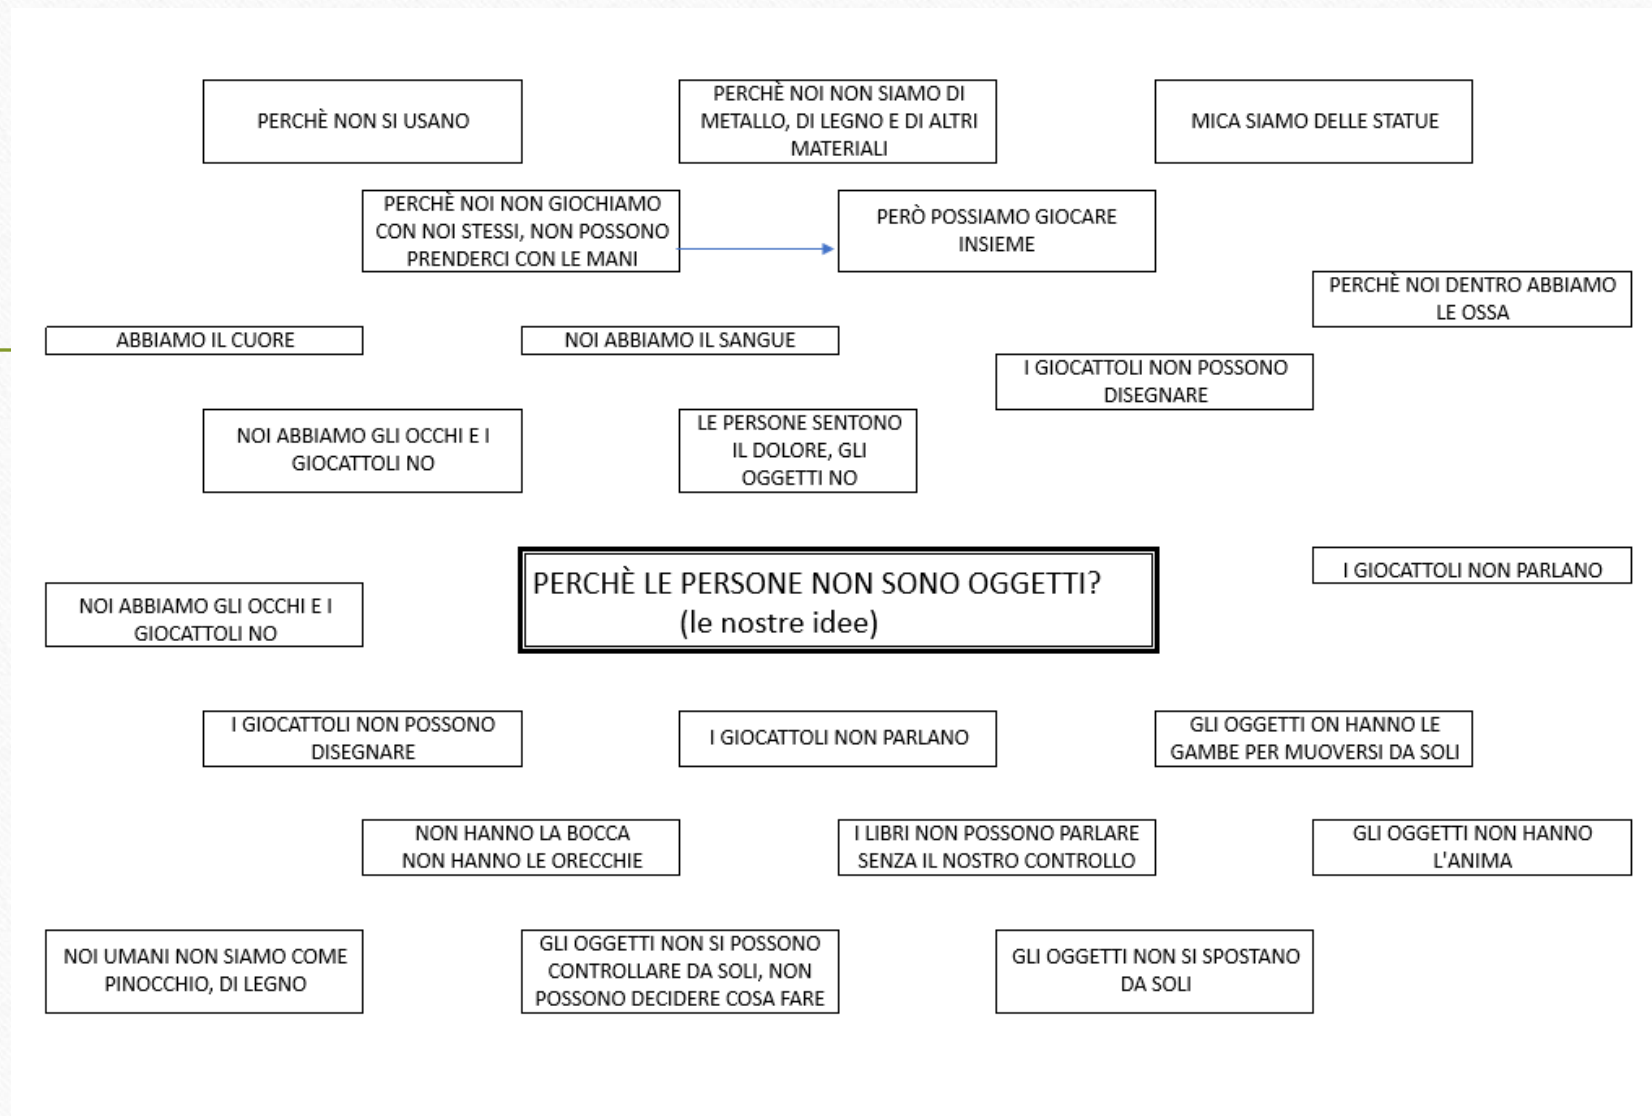 PERCHÈ NON SI USANO
PERCHÈ NOI NON SIAMO DI
METALLO, DI LEGNO E DI ALTRI
MATERIALI
MICA SIAMO DELLE STATUE
PERCHÈ NOI NON GIOCHIAMO
CON NOI STESSI, NON POSSONO
PRENDERCI CON LE MANI
PERÒ POSSIAMO GIOCARE
INSIEME
PERCHÈ NOI DENTRO ABBIAMO
LE OSSA
ABBIAMO IL CUORE
NOI ABBIAMO IL SANGUE
I GIOCATTOLI NON POSSONO
DISEGNARE
NOI ABBIAMO GLI OCCHI E I
GIOCATTOLI NO
LE PERSONE SENTONO
IL DOLORE, GLI
OGGETTI NO
PERCHÈ LE PERSONE NON SONO OGGETTI?
(le nostre idee)
I GIOCATTOLI NON PARLANO
NOI ABBIAMO GLI OCCHI E I
GIOCATTOLI NO
I GIOCATTOLI NON POSSONO
DISEGNARE
I GIOCATTOLI NON PARLANO
GLI OGGETTI ON HANNO LE
GAMBE PER MUOVERSI DA SOLI
NON HANNO LA BOCCA
NON HANNO LE ORECCHIE
I LIBRI NON POSSONO PARLARE
SENZA IL NOSTRO CONTROLLO
GLI OGGETTI NON HANNO
L'ANIMA
NOI UMANI NON SIAMO COME
PINOCCHIO, DI LEGNO
GLI OGGETTI NON SI POSSONO
CONTROLLARE DA SOLI, NON
POSSONO DECIDERE COSA FARE
GLI OGGETTI NON SI SPOSTANO
DA SOLI